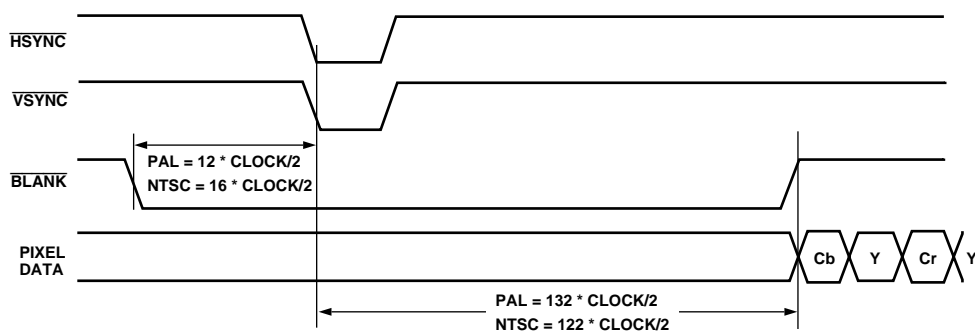 HSYNC
VSYNC
PAL = 12 * CLOCK/2
NTSC = 16 * CLOCK/2
BLANK
PIXEL
DATA
Cb
Y
Cr
Y
PAL = 132 * CLOCK/2
NTSC = 122 * CLOCK/2